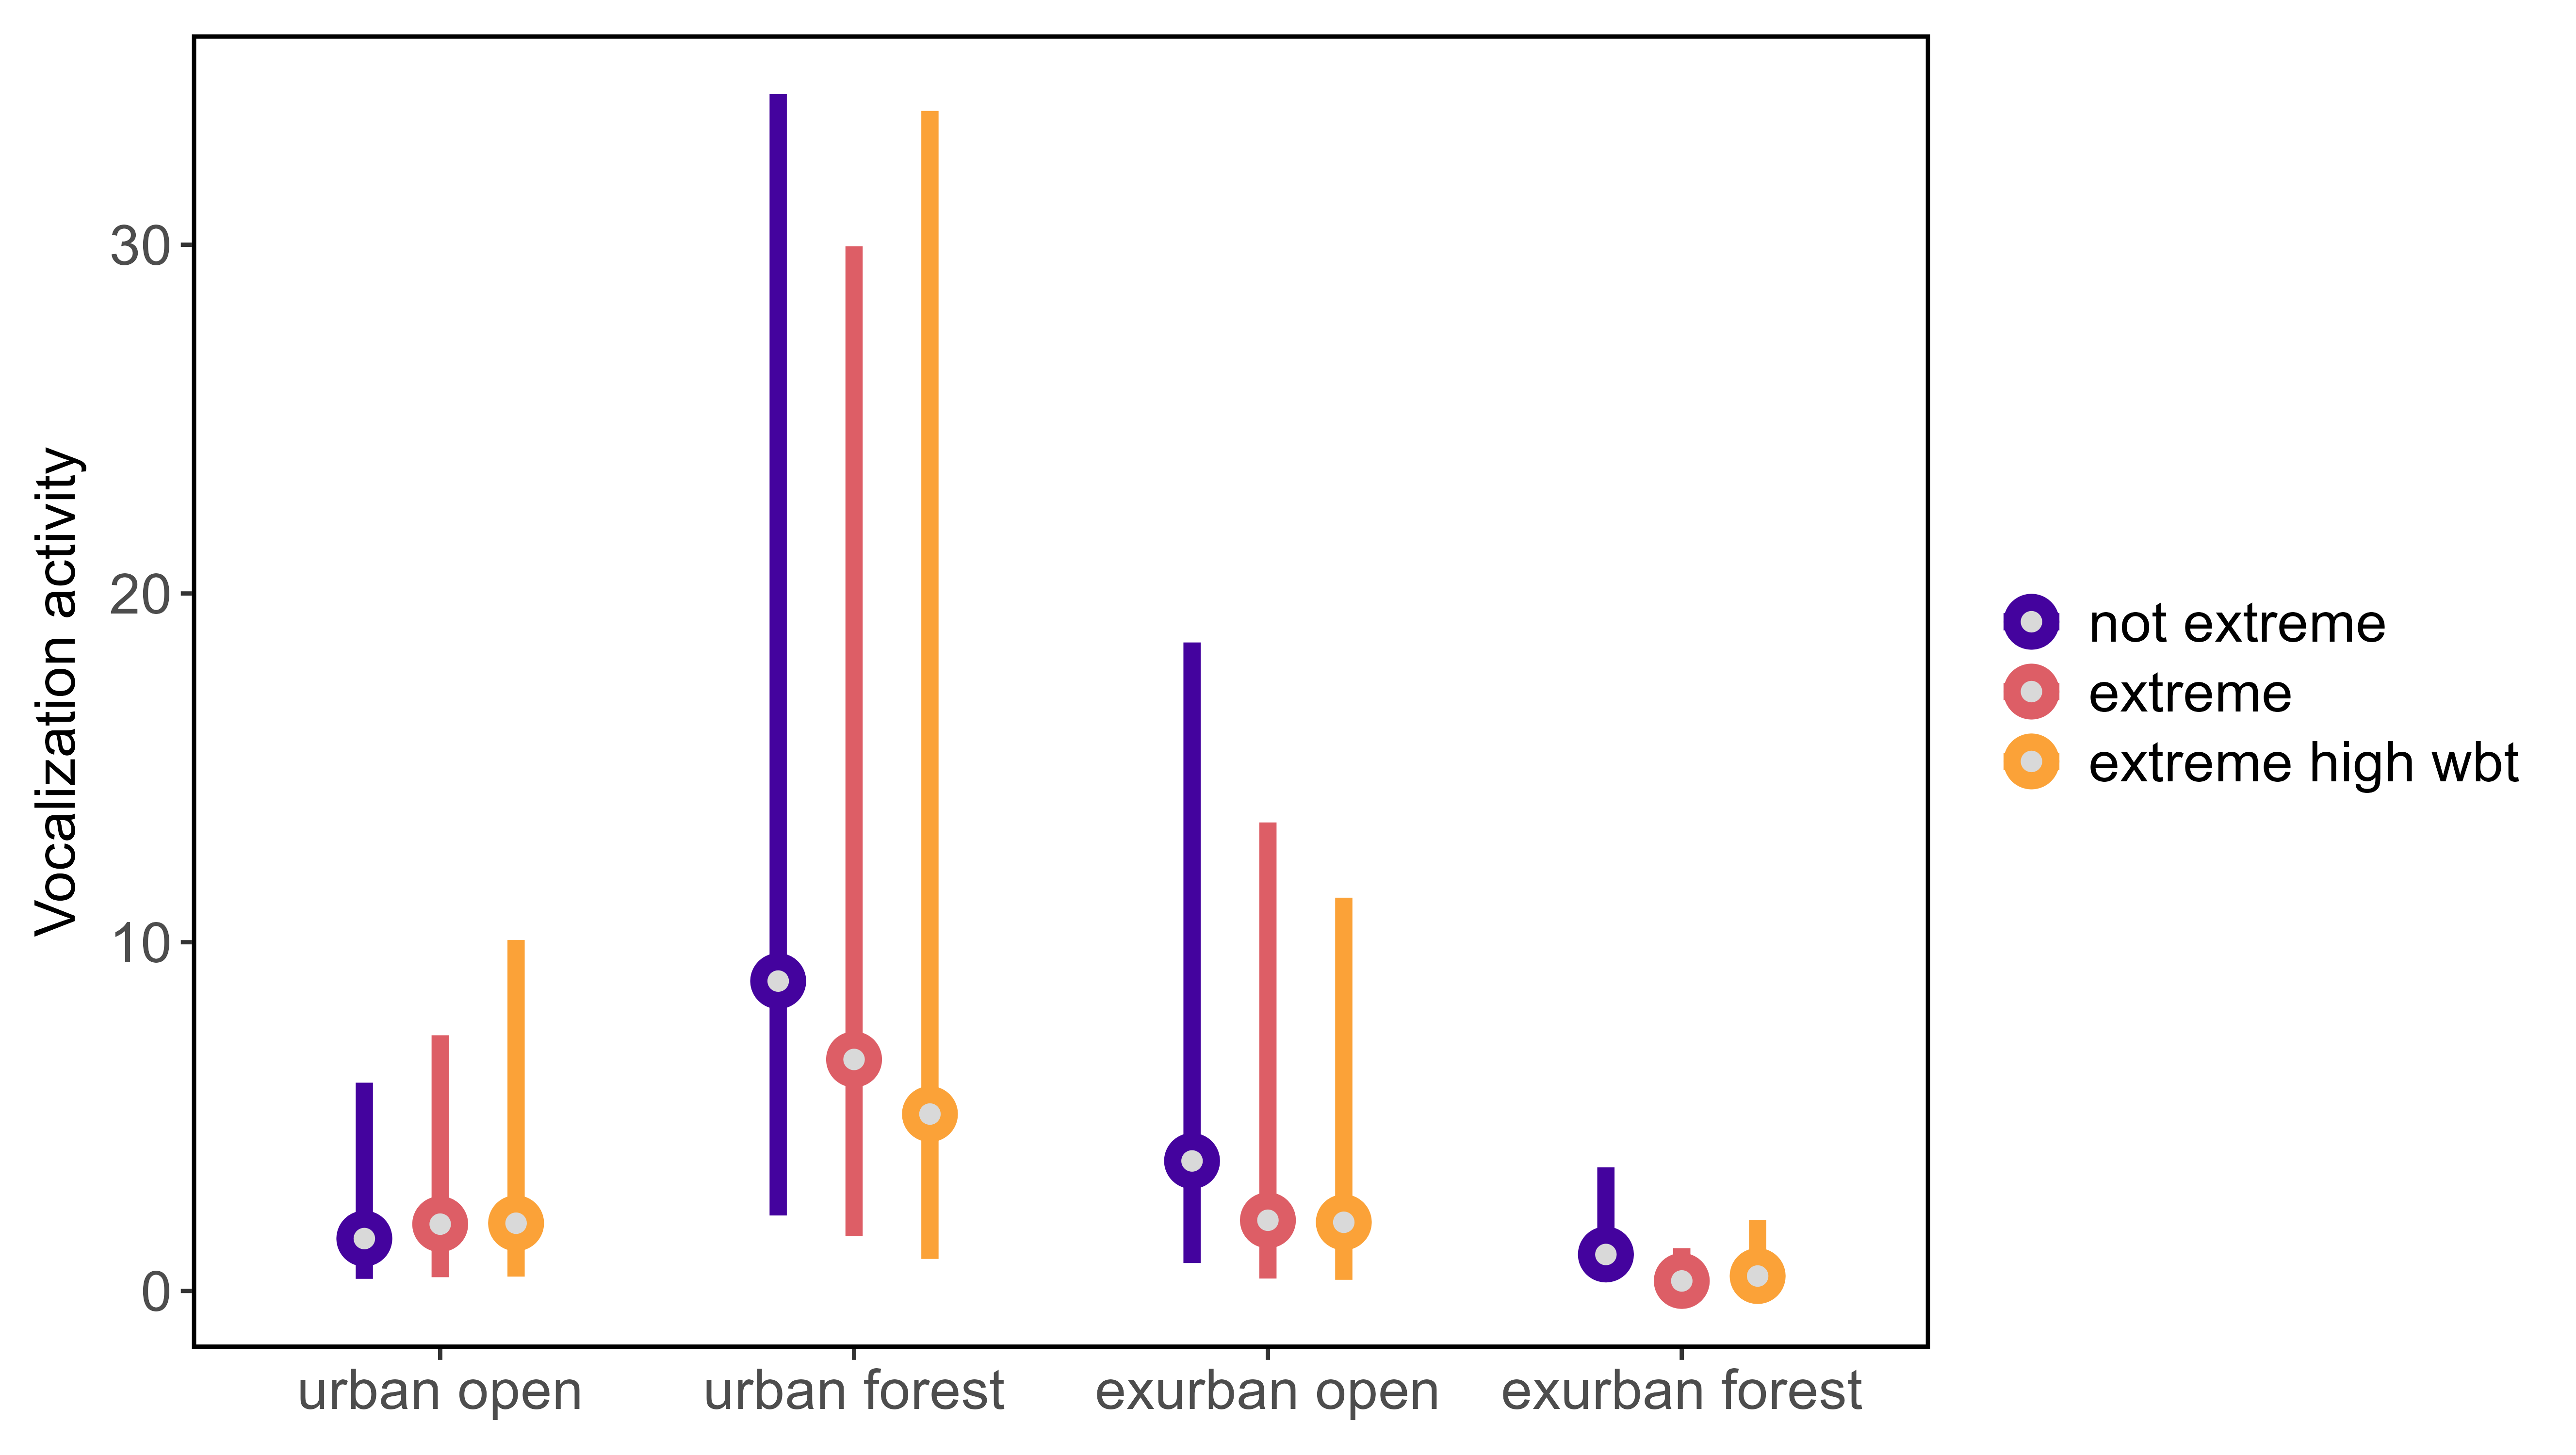 Vocalization activity
30
20
10
0
urban open
urban forest
exurban open
exurban forest
not extreme
extreme
extreme high wbt